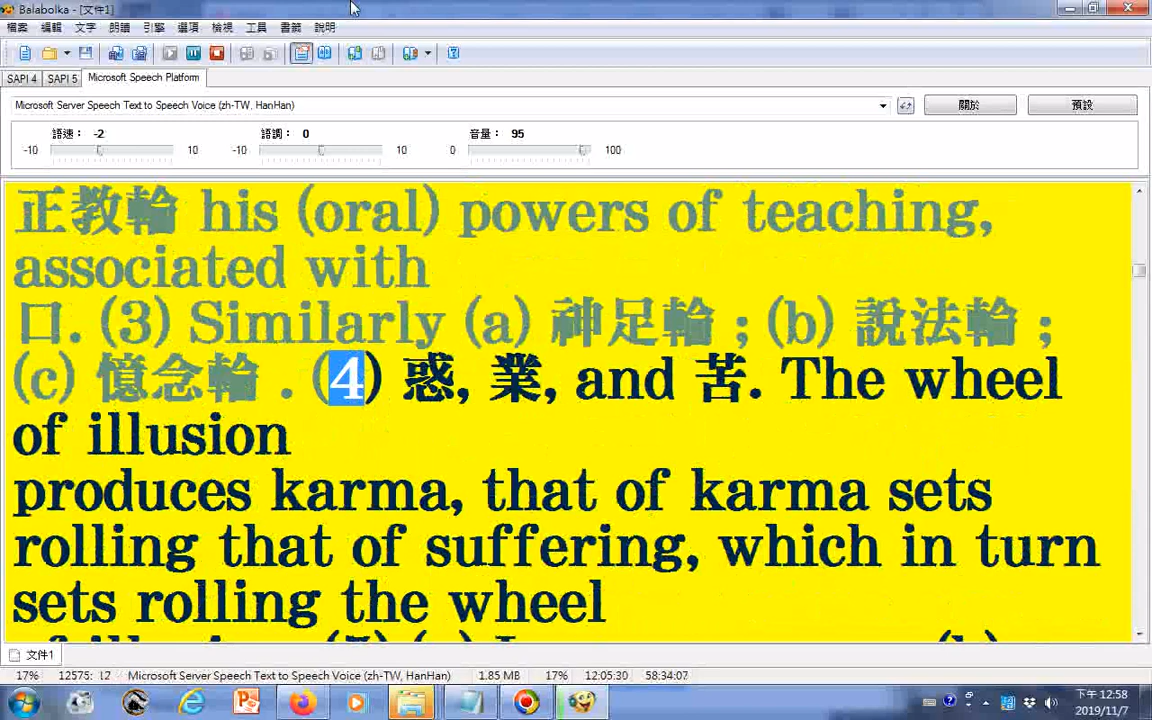 Balabolka - [文件1]
檔案 編輯 文字 朗讀 引擎 選項 檢視 工具 書籤 說明
SAPI 4 SAPI 5 Microsoft Speech Platform
Microsoft Server Speech Text to Speech Voice (zh-TW, HanHan) 關於 預設
語速： -2 語調： 0 音量： 95
-10 10 -10 10 0 100
正教輪 his (oral) powers of teaching,
associated with
口. (3) Similarly (a) 神足輪 ; (b) 說法輪 ;
(c) 憶念輪 . (4) 惑, 業, and 苦. The wheel
of illusion
produces karma, that of karma sets
rolling that of suffering, which in turn
sets rolling the wheel
文件1
17% 12575: 12 Microsoft Server Speech Text to Speech Voice (zh-TW, HanHan) 1.85 MB 17% 12:05:30 58:34:07
下午 12:58
2019/11/7